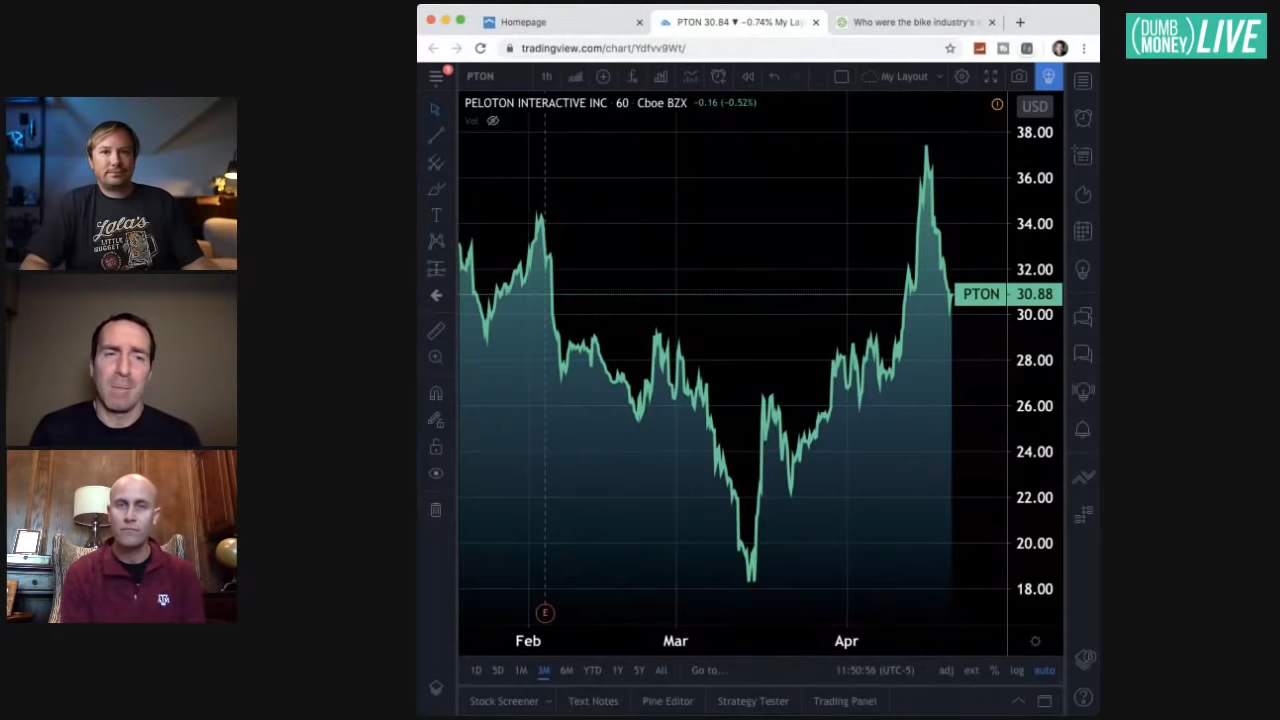 (DUMB MONEY) LIVE
Homepage
PTON 30.84 ▼ −0.74% My Lay
Who were the bike industry's
tradingview.com/chart/Ydfvv9Wt/
PTON
1h
My Layout
PELOTON INTERACTIVE INC · 60 · Cboe BZX −0.16 (−0.52%)
USD
Vol
38.00
36.00
34.00
32.00
PTON 30.88
30.00
28.00
26.00
24.00
22.00
20.00
18.00
E
Feb
Mar
Apr
1D 5D 1M 3M 6M YTD 1Y 5Y All Go to...
11:50:56 (UTC-5) adj ext % log auto
Stock Screener Text Notes Pine Editor Strategy Tester Trading Panel
Lala's
LITTLE
NUGGET
ATM